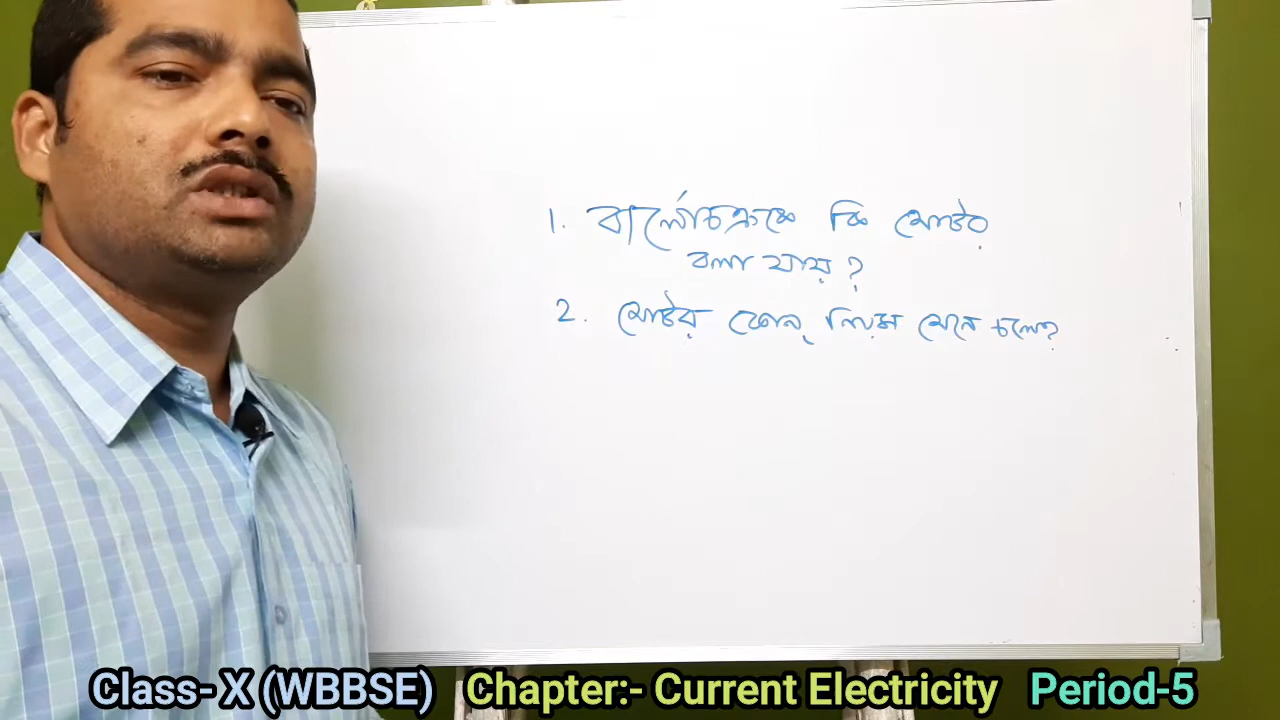 1. বার্লোচক্রকে কি মোটর
বলা যায় ?
2. মোটর কোন্ নিয়ম মেনে চলে?
Class- X (WBBSE) Chapter:- Current Electricity Period-5